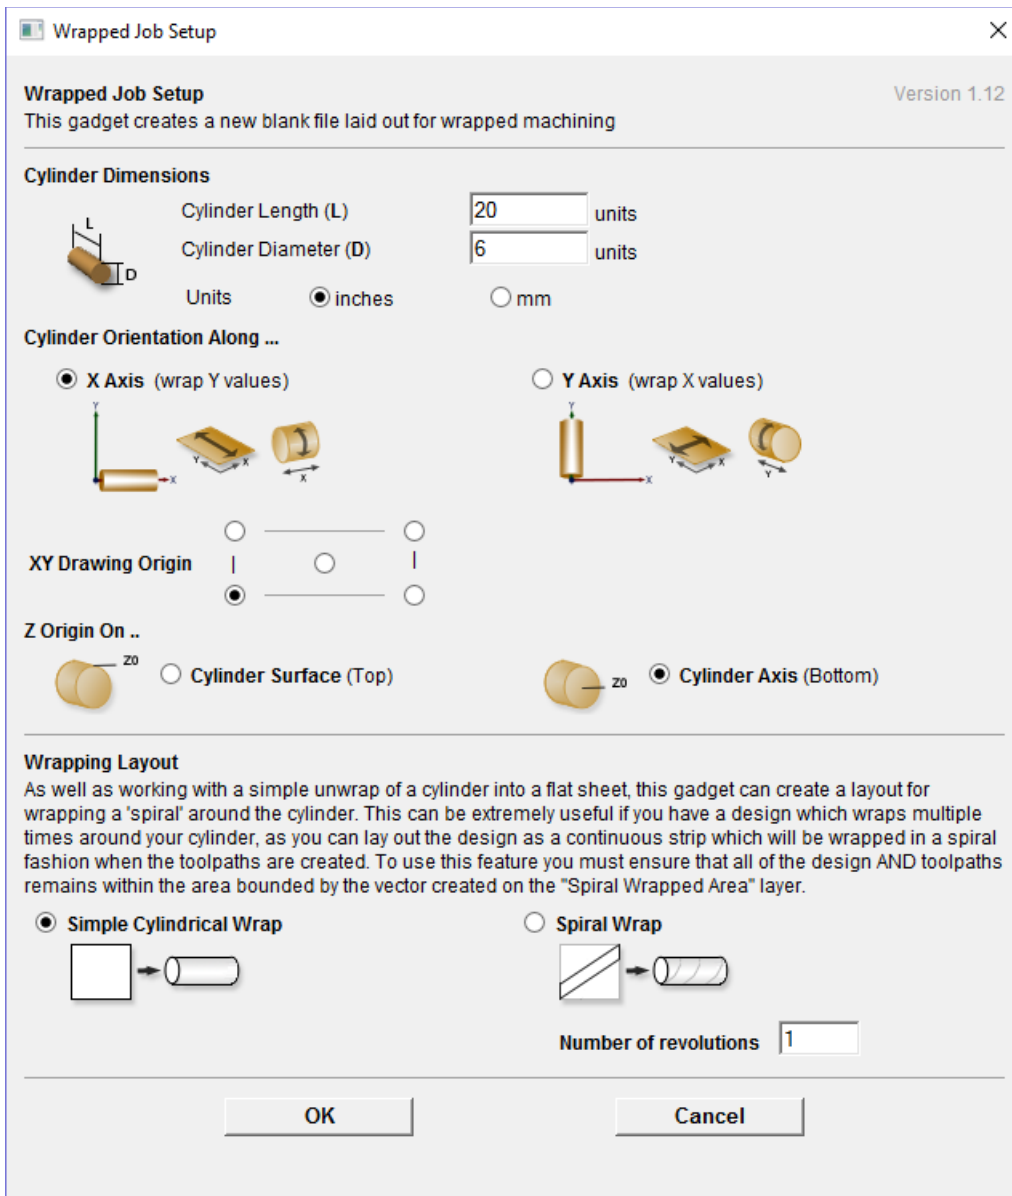 Wrapped Job Setup
Wrapped Job Setup
Version 1.12
This gadget creates a new blank file laid out for wrapped machining
Cylinder Dimensions
L
D
Cylinder Length (L)
20
units
Cylinder Diameter (D)
6
units
Units
inches
mm
Cylinder Orientation Along ...
X Axis (wrap Y values)
Y Axis (wrap X values)
Y
X
Y
X
X
Y
X
Y
X
Y
XY Drawing Origin
Z Origin On ..
Z0
Cylinder Surface (Top)
Z0
Cylinder Axis (Bottom)
Wrapping Layout
As well as working with a simple unwrap of a cylinder into a flat sheet, this gadget can create a layout for
wrapping a 'spiral' around the cylinder. This can be extremely useful if you have a design which wraps multiple
times around your cylinder, as you can lay out the design as a continuous strip which will be wrapped in a spiral
fashion when the toolpaths are created. To use this feature you must ensure that all of the design AND toolpaths
remains within the area bounded by the vector created on the "Spiral Wrapped Area" layer.
Simple Cylindrical Wrap
Spiral Wrap
Number of revolutions
1
OK
Cancel